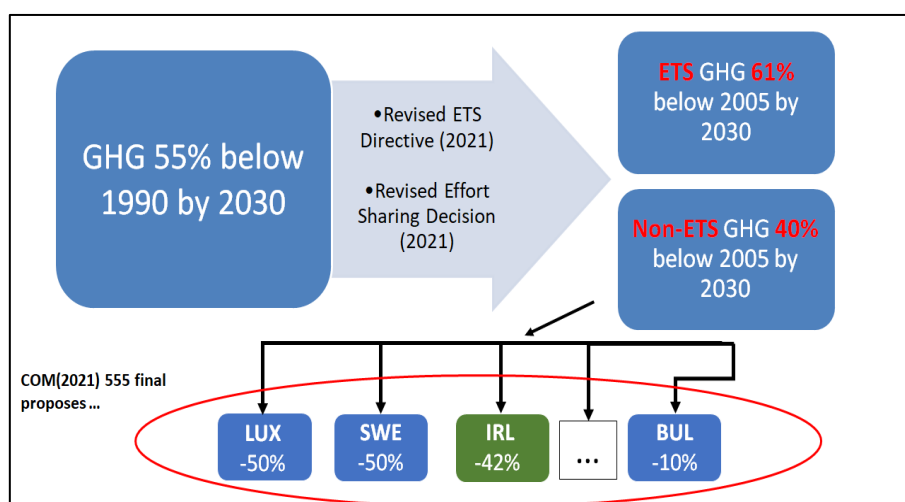 GHG 55% below
1990 by 2030
•Revised ETS
Directive (2021)
•Revised Effort
Sharing Decision
(2021)
ETS GHG 61%
below 2005 by
2030
Non-ETS GHG 40%
below 2005 by
2030
COM(2021) 555 final
proposes ...
LUX
-50%
SWE
-50%
IRL
-42%
...
BUL
-10%